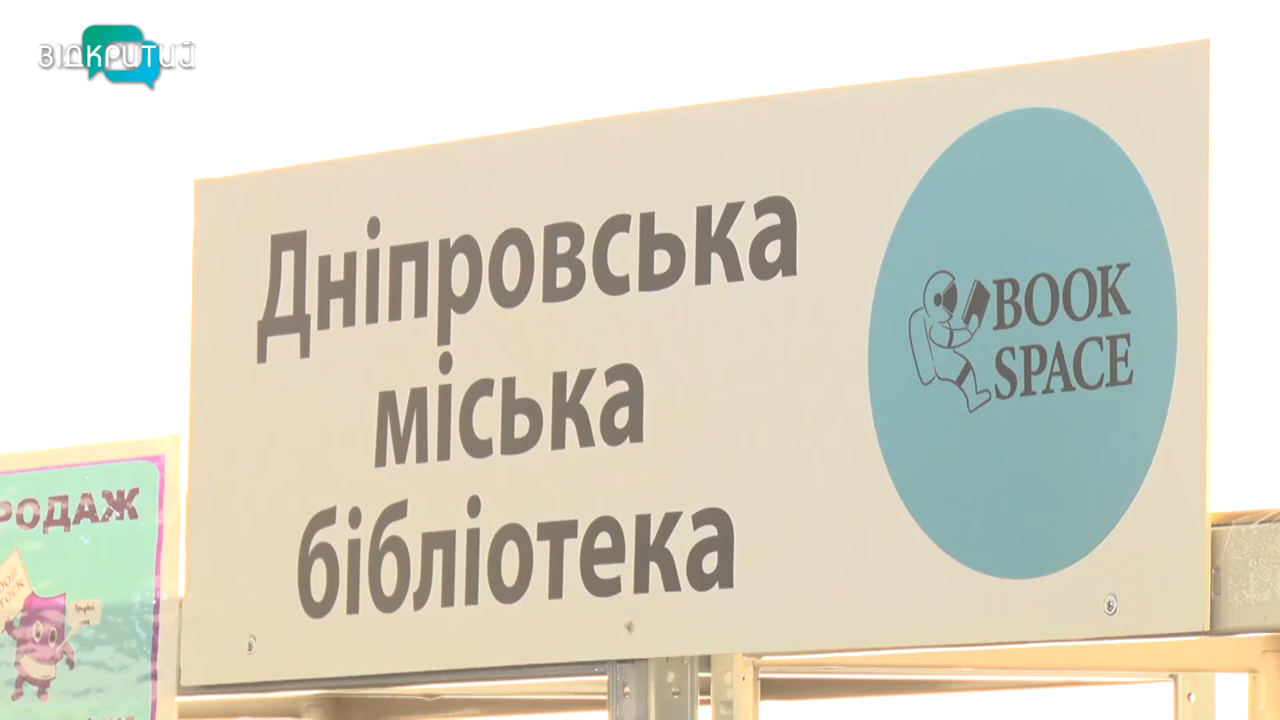 ВІДКРИТИЙ
Дніпровська
міська
бібліотека
BOOK
SPACE
РОДАЖ